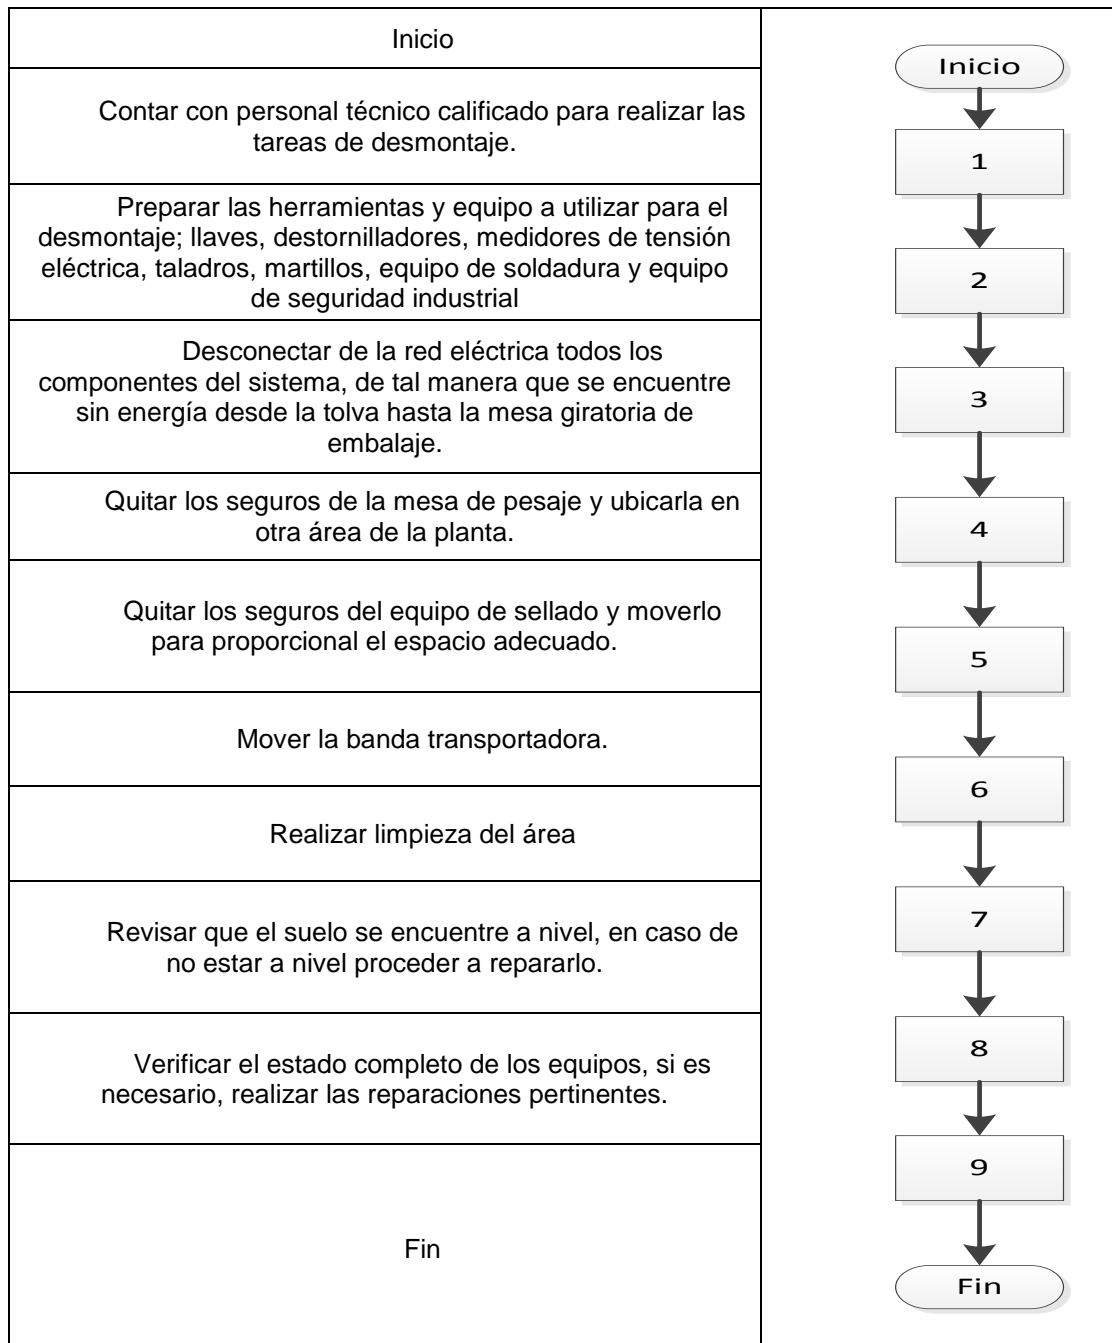 Inicio
Contar con personal técnico calificado para realizar las
tareas de desmontaje.
Preparar las herramientas y equipo a utilizar para el
desmontaje; llaves, destornilladores, medidores de tensión
eléctrica, taladros, martillos, equipo de soldadura y equipo
de seguridad industrial
Desconectar de la red eléctrica todos los
componentes del sistema, de tal manera que se encuentre
sin energía desde la tolva hasta la mesa giratoria de
embalaje.
Quitar los seguros de la mesa de pesaje y ubicarla en
otra área de la planta.
Quitar los seguros del equipo de sellado y moverlo
para proporcional el espacio adecuado.
Mover la banda transportadora.
Realizar limpieza del área
Revisar que el suelo se encuentre a nivel, en caso de
no estar a nivel proceder a repararlo.
Verificar el estado completo de los equipos, si es
necesario, realizar las reparaciones pertinentes.
Fin
Inicio
1
2
3
4
5
6
7
8
9
Fin